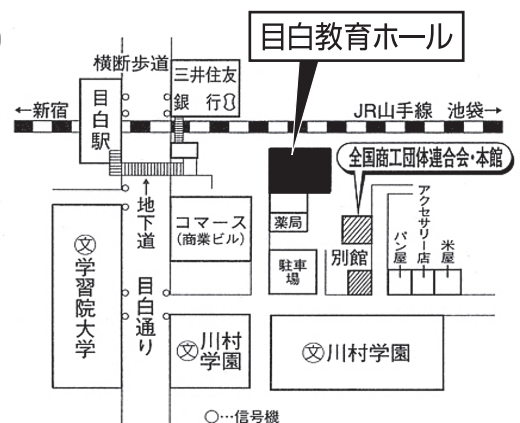 目白教育ホール
横断歩道
三井住友
銀行
←新宿
JR山手線 池袋→
目白駅
全国商工団体連合会・本館
↑地下道
コマース
(商業ビル)
薬局
駐車
場
別館
パン屋
アクセサリー店
米屋
文学習院大学
目白通り
文川村
学園
文川村学園
○…信号機